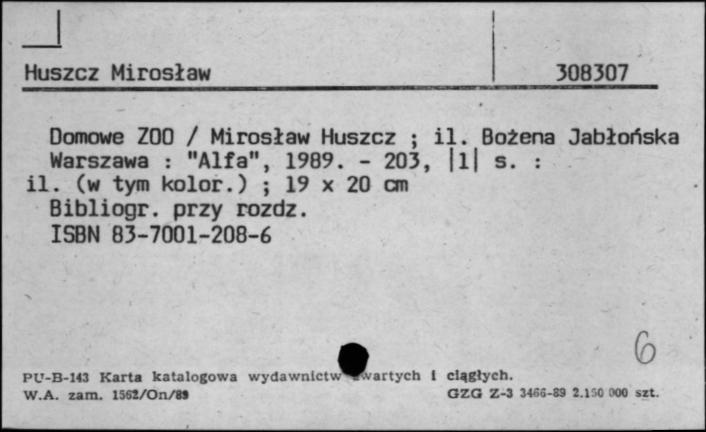 Huszcz Mirosław 308307
Domowe ZOO / Mirosław Huszcz ; il. Bożena Jabłońska
Warszawa : "Alfa", 1989. - 203, |1| s. :
il. (w tym kolor.) ; 19 x 20 cm
Bibliogr. przy rozdz.
ISBN 83-7001-208-6
6
PU-B-143 Karta katalogowa wydawnictw zwartych i ciągłych.
W.A. zam. 1562/On/89 GZG Z-3 3466-89 2.150 000 szt.